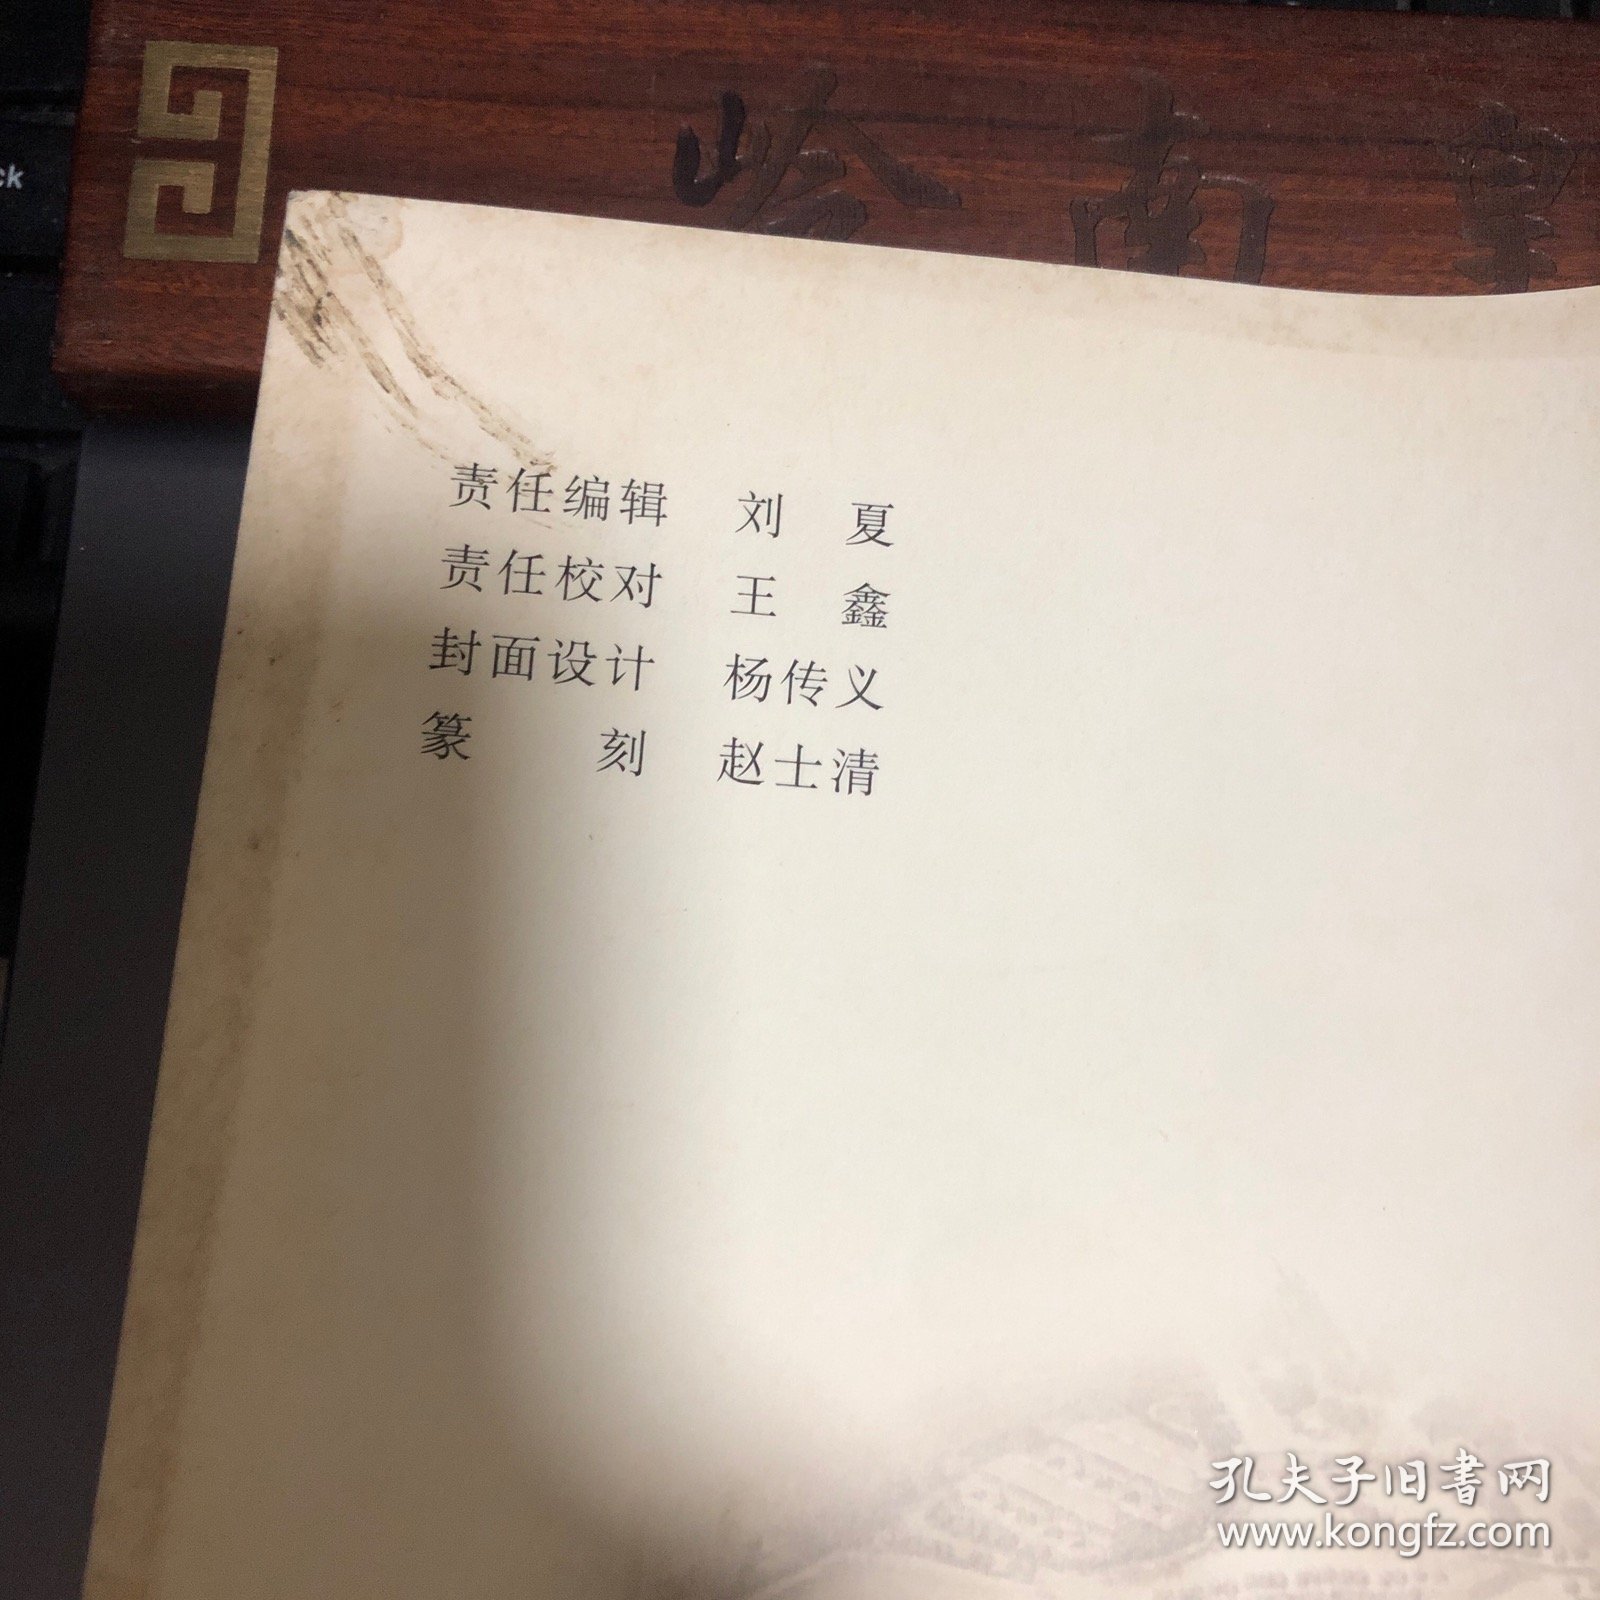 ck
岭南
责任编辑 刘 夏
责任校对 王 鑫
封面设计 杨传义
篆 刻 赵士清
孔夫子旧书网
www.kongfz.com